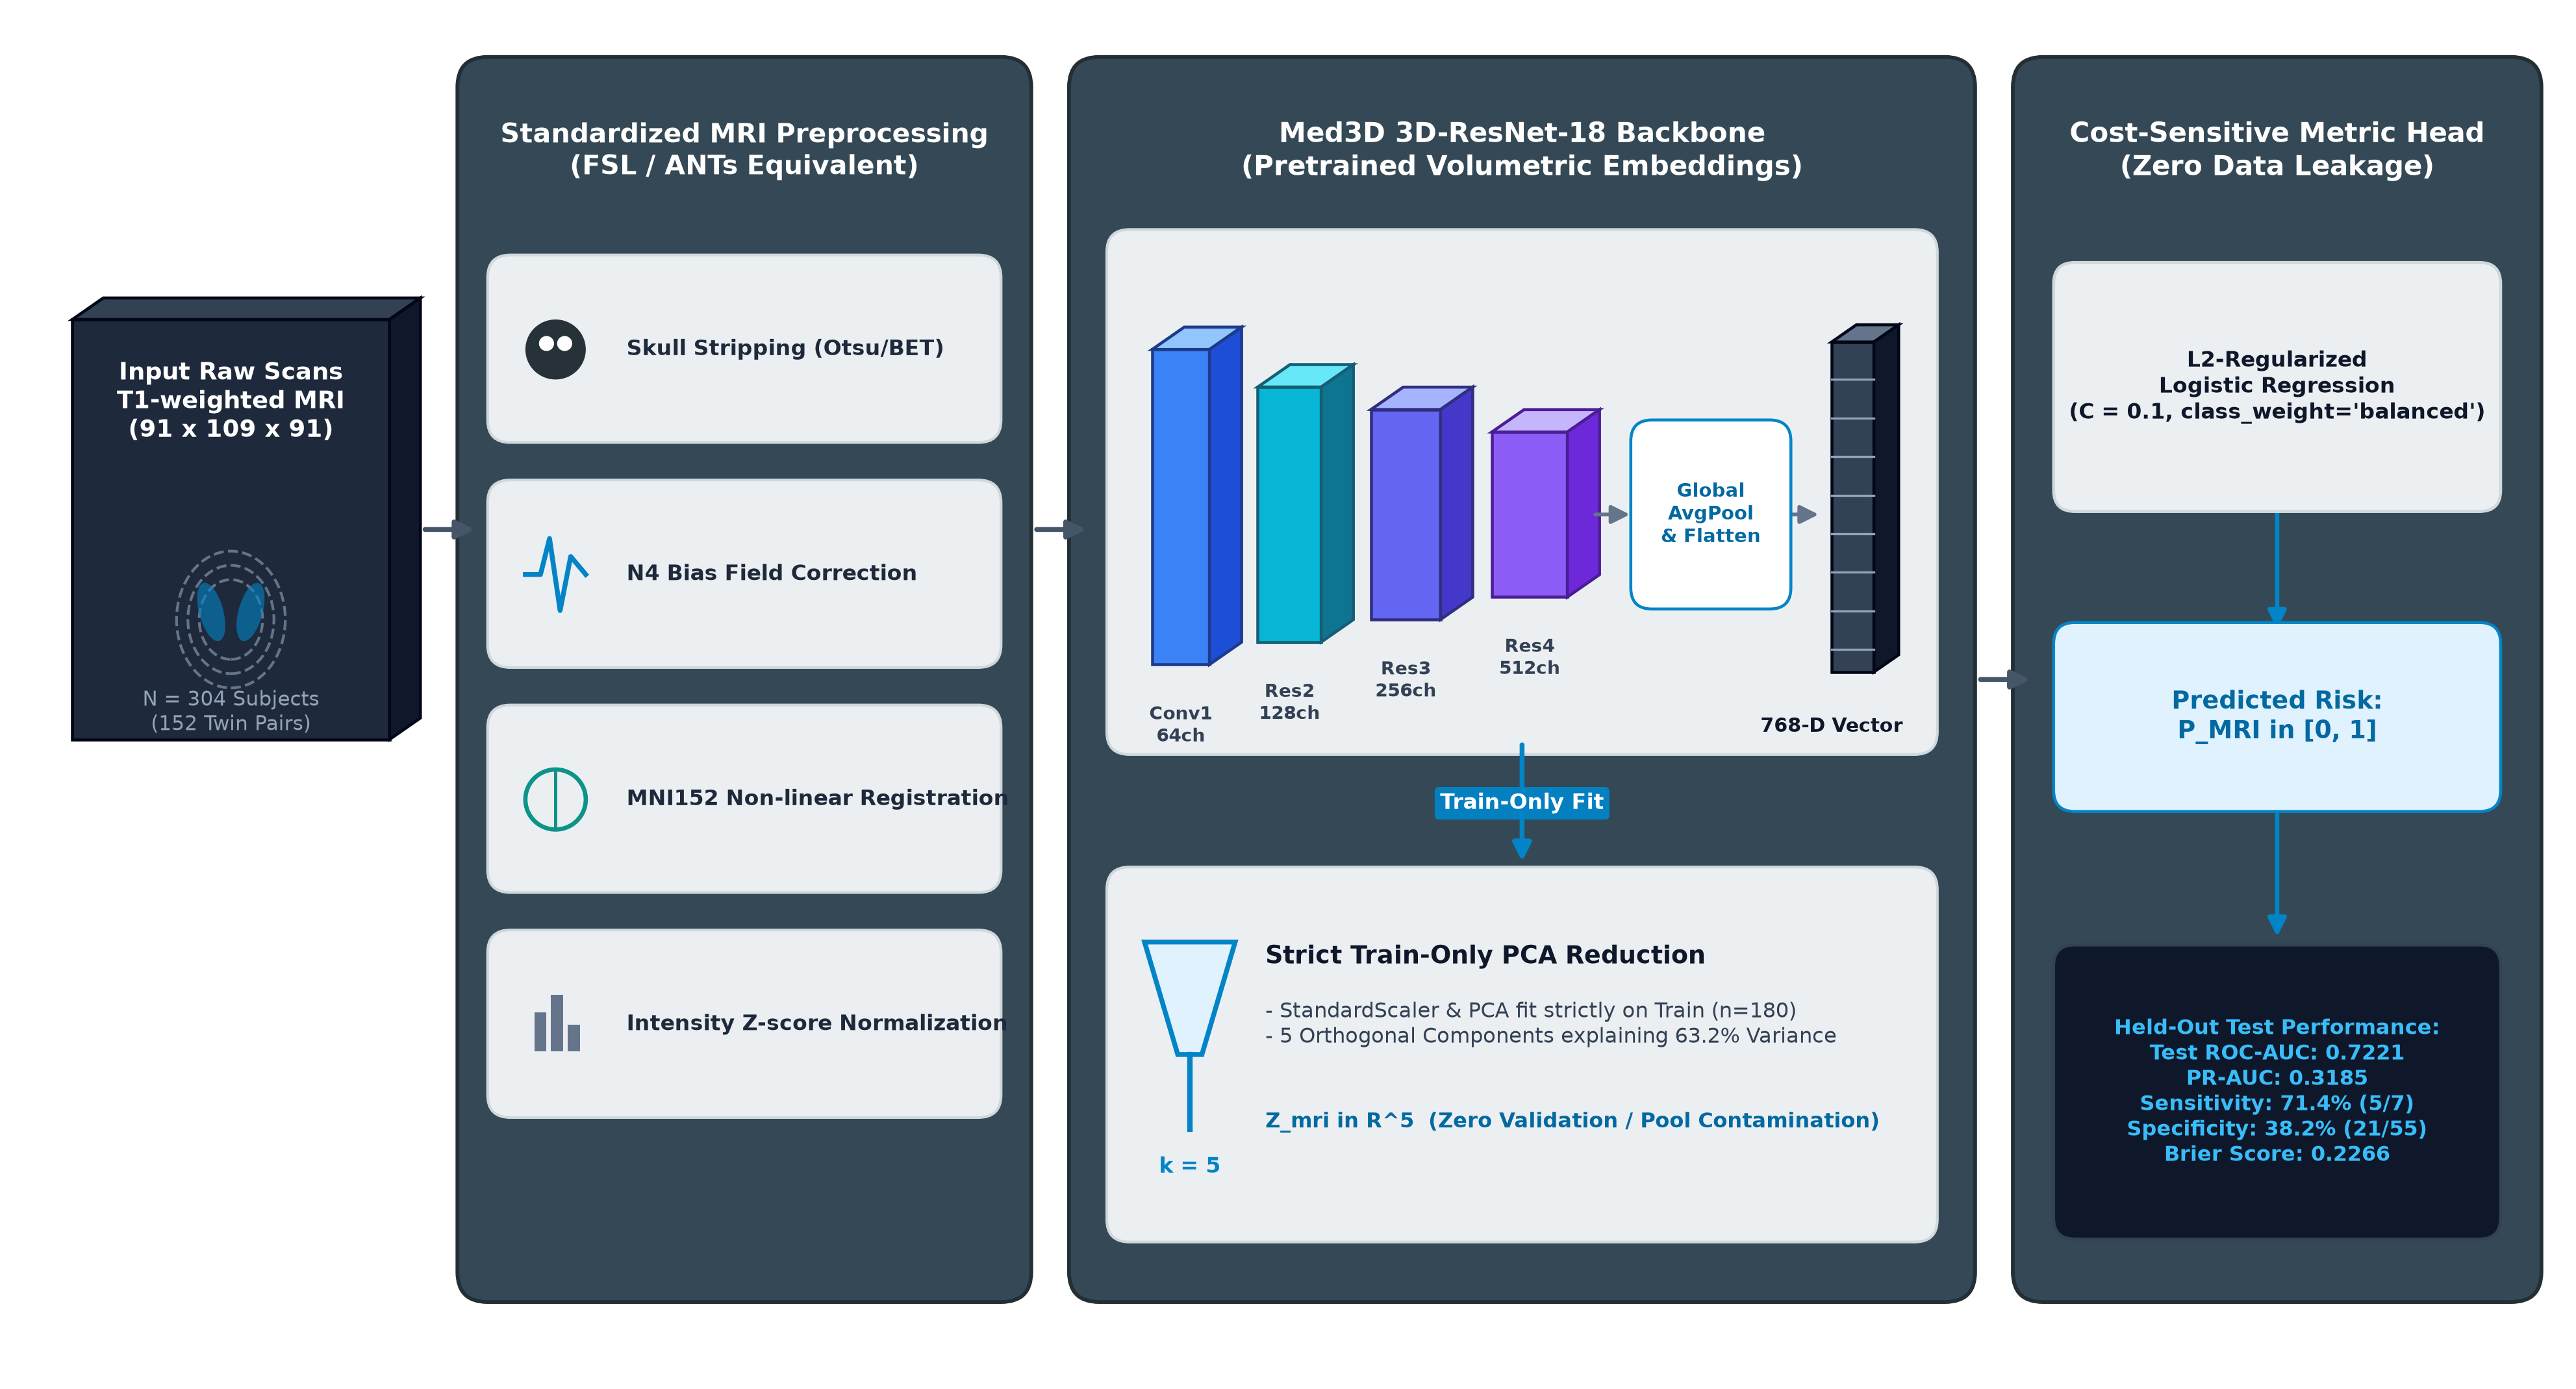 Input Raw Scans
T1-weighted MRI
(91 x 109 x 91)
N = 304 Subjects
(152 Twin Pairs)
Standardized MRI Preprocessing
(FSL / ANTs Equivalent)
Skull Stripping (Otsu/BET)
N4 Bias Field Correction
MNI152 Non-linear Registration
Intensity Z-score Normalization
Med3D 3D-ResNet-18 Backbone
(Pretrained Volumetric Embeddings)
Conv1
64ch
Res2
128ch
Res3
256ch
Res4
512ch
Global
AvgPool
& Flatten
768-D Vector
Train-Only Fit
Strict Train-Only PCA Reduction
- StandardScaler & PCA fit strictly on Train (n=180)
- 5 Orthogonal Components explaining 63.2% Variance
Z_mri in R^5  (Zero Validation / Pool Contamination)
k = 5
Cost-Sensitive Metric Head
(Zero Data Leakage)
L2-Regularized
Logistic Regression
(C = 0.1, class_weight='balanced')
Predicted Risk:
P_MRI in [0, 1]
Held-Out Test Performance:
Test ROC-AUC: 0.7221
PR-AUC: 0.3185
Sensitivity: 71.4% (5/7)
Specificity: 38.2% (21/55)
Brier Score: 0.2266